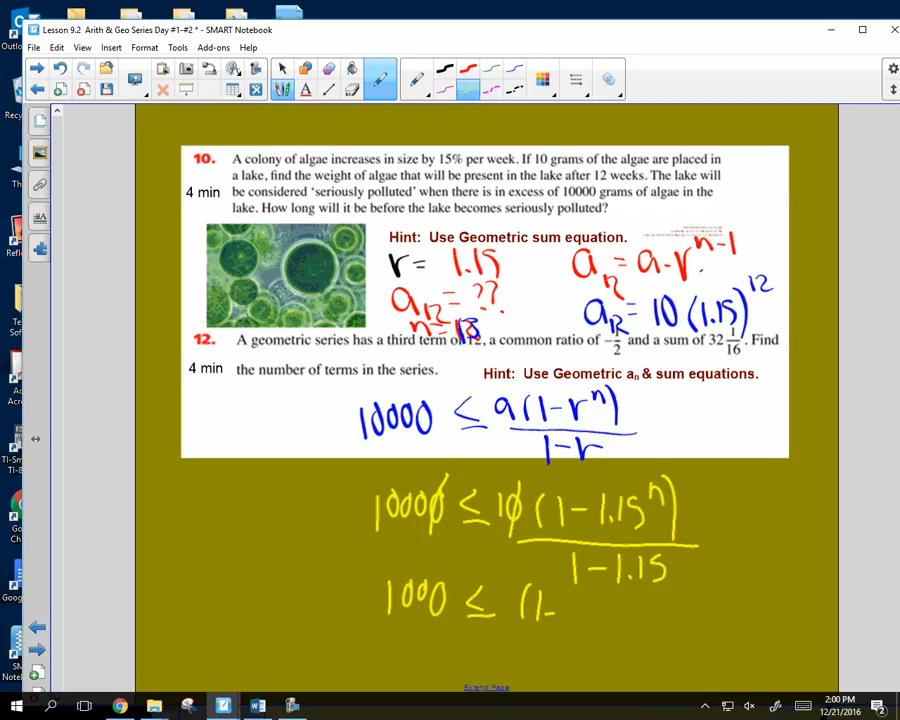 Lesson 9.2 Arith & Geo Series Day #1-#2 * - SMART Notebook
File Edit View Insert Format Tools Add-ons Help
10. A colony of algae increases in size by 15% per week. If 10 grams of the algae are placed in
a lake, find the weight of algae that will be present in the lake after 12 weeks. The lake will
4 min be considered 'seriously polluted' when there is in excess of 10000 grams of algae in the
lake. How long will it be before the lake becomes seriously polluted?
Hint: Use Geometric sum equation.
r = 1.15
a₁₂ = a·r^(n-1)
a₁₂ = ??
a₁₂ = 10 (1.15)^12
n = 13
12. A geometric series has a third term of 12, a common ratio of -1/2 and a sum of 32 1/16. Find
4 min the number of terms in the series.
Hint: Use Geometric aₙ & sum equations.
10000 ≤ a(1-rⁿ)
1-r
10000 ≤ 10(1-1.15ⁿ)
1-1.15
1000 ≤ (1-
Extend Page
2:00 PM
12/21/2016